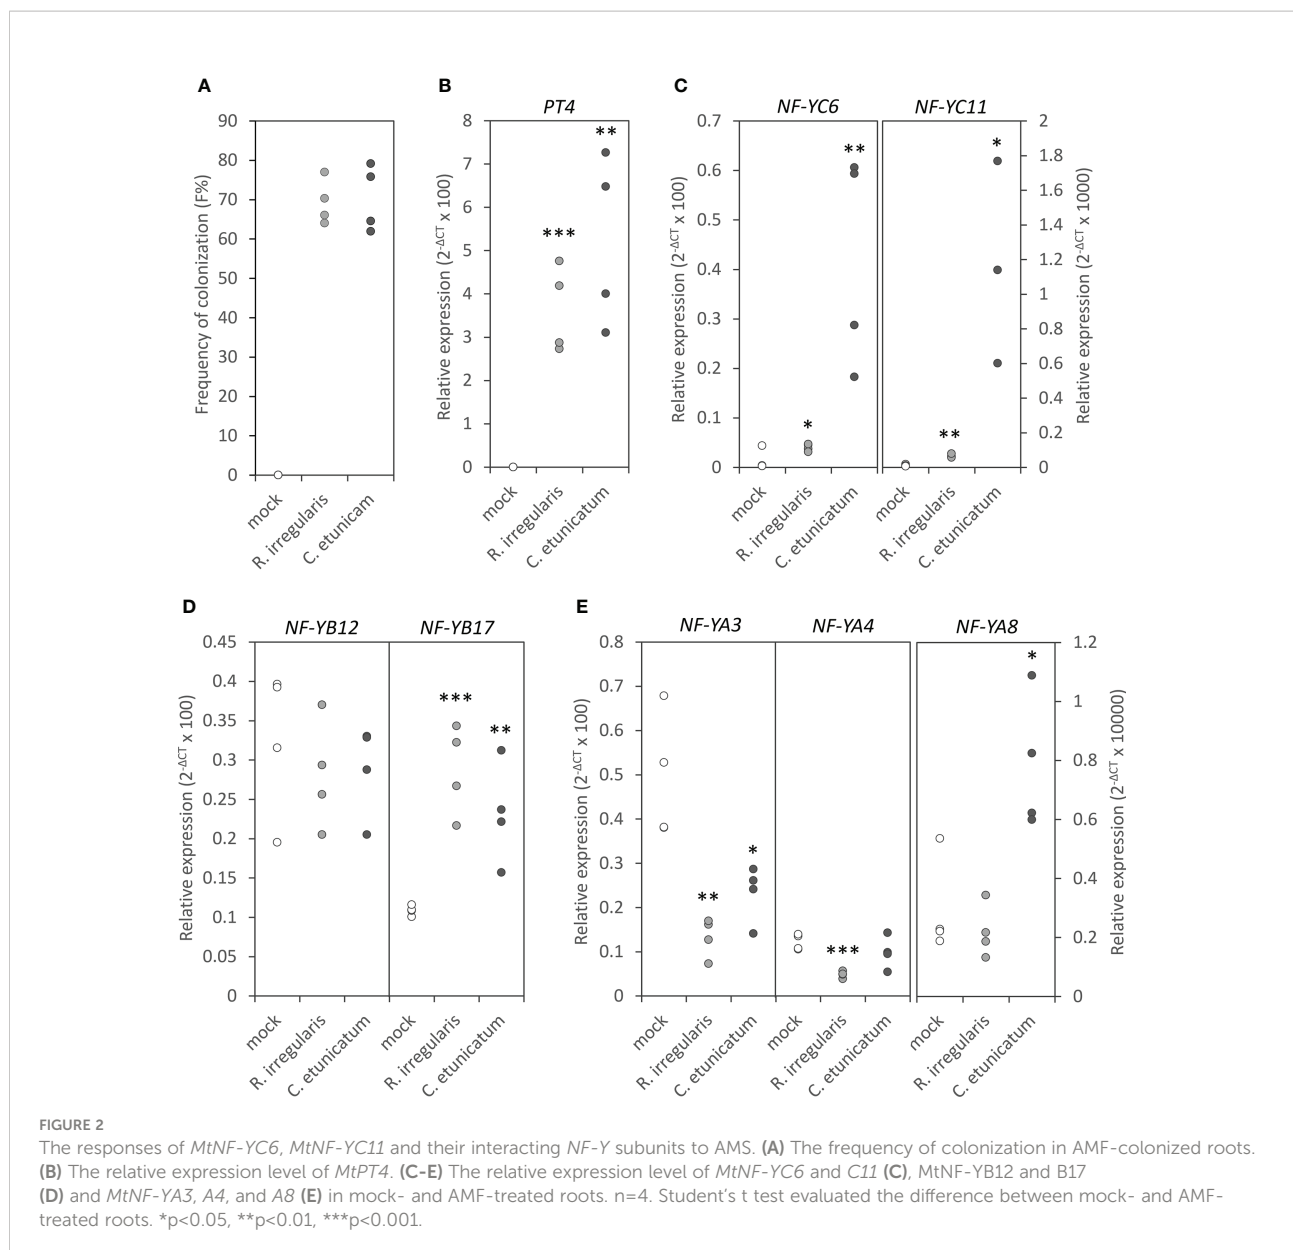 A
Frequency of colonization (F%)
90
80
70
60
50
40
30
20
10
0
mock
R. irregularis
C. etunicam
B
PT4
Relative expression (2-ΔCT x 100)
8
7
6
5
4
3
2
1
0
***
**
mock
R. irregularis
C. etunicatum
C
NF-YC6
NF-YC11
Relative expression (2-ΔCT x 100)
0.7
0.6
0.5
0.4
0.3
0.2
0.1
0
*
**
**
*
2
1.8
1.6
1.4
1.2
1
0.8
0.6
0.4
0.2
0
Relative expression (2-ΔCT x 1000)
mock
R. irregularis
C. etunicatum
mock
R. irregularis
C. etunicatum
D
NF-YB12
NF-YB17
Relative expression (2-ΔCT x 100)
0.45
0.4
0.35
0.3
0.25
0.2
0.15
0.1
0.05
0
***
**
mock
R. irregularis
C. etunicatum
mock
R. irregularis
C. etunicatum
E
NF-YA3
NF-YA4
NF-YA8
Relative expression (2-ΔCT x 100)
0.8
0.7
0.6
0.5
0.4
0.3
0.2
0.1
0
**
*
***
*
1.2
1
0.8
0.6
0.4
0.2
0
Relative expression (2-ΔCT x 10000)
mock
R. irregularis
C. etunicatum
mock
R. irregularis
C. etunicatum
mock
R. irregularis
C. etunicatum
FIGURE 2
The responses of MtNF-YC6, MtNF-YC11 and their interacting NF-Y subunits to AMS. (A) The frequency of colonization in AMF-colonized roots.
(B) The relative expression level of MtPT4. (C-E) The relative expression level of MtNF-YC6 and C11 (C), MtNF-YB12 and B17
(D) and MtNF-YA3, A4, and A8 (E) in mock- and AMF-treated roots. n=4. Student's t test evaluated the difference between mock- and AMF-
treated roots. *p<0.05, **p<0.01, ***p<0.001.